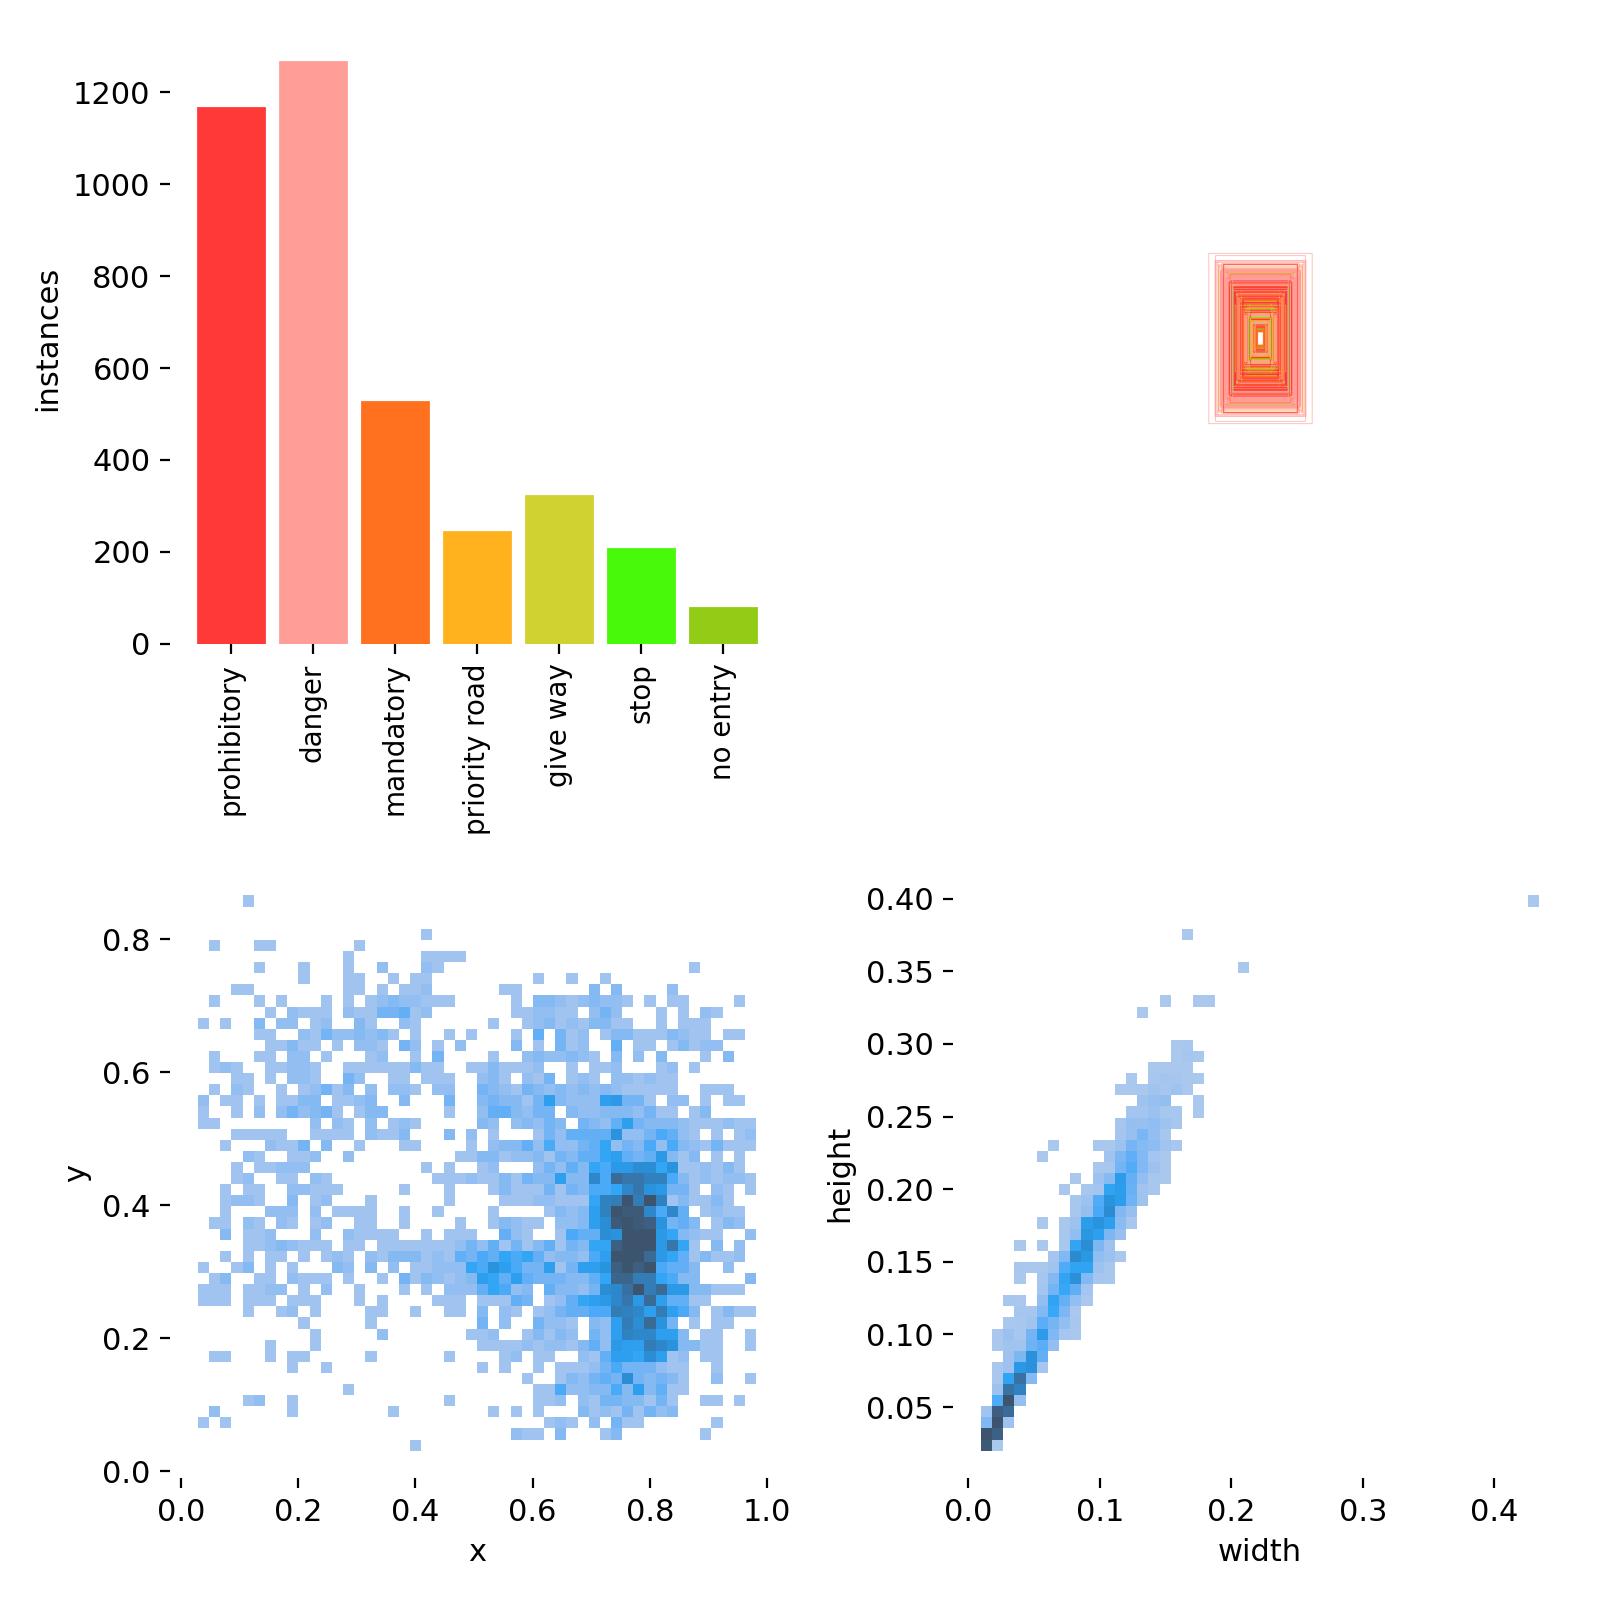 1200
1000
800
600
400
200
0
instances
prohibitory
danger
mandatory
priority road
give way
stop
no entry
0.8
0.6
0.4
0.2
0.0
y
0.0 0.2 0.4 0.6 0.8 1.0
x
0.40
0.35
0.30
0.25
0.20
0.15
0.10
0.05
height
0.0 0.1 0.2 0.3 0.4
width